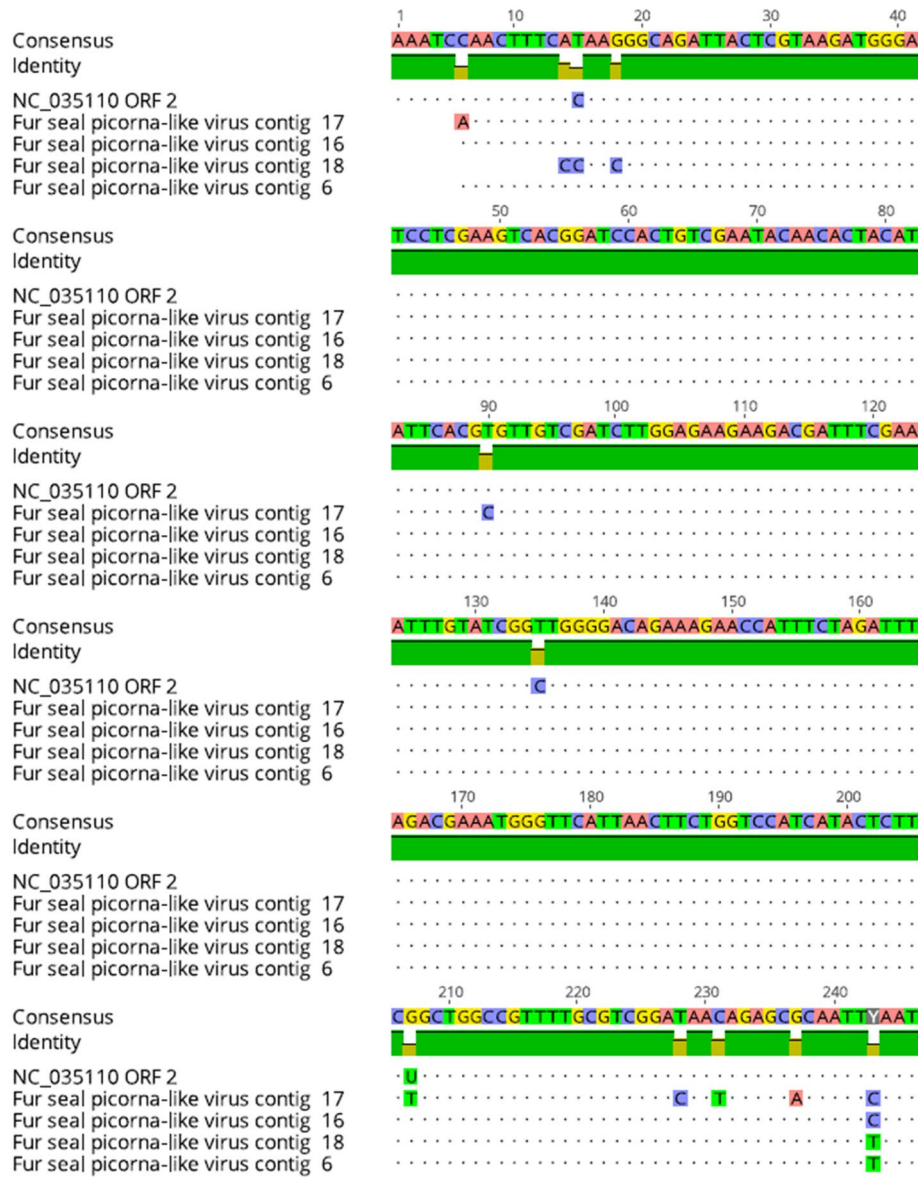 1 10 20 30 40
Consensus AAATCCAACTTTCATAAGGGCAGATTACTCGTAAGATGGGA
Identity
NC_035110 ORF 2 C
Fur seal picorna-like virus contig 17 A
Fur seal picorna-like virus contig 16
Fur seal picorna-like virus contig 18 CC C
Fur seal picorna-like virus contig 6
50 60 70 80
Consensus TCCTCGAAGTCACGGATCCACTGTCGAATACAACACTACAT
Identity
NC_035110 ORF 2
Fur seal picorna-like virus contig 17
Fur seal picorna-like virus contig 16
Fur seal picorna-like virus contig 18
Fur seal picorna-like virus contig 6
90 100 110 120
Consensus ATTCACGTGTTGTCGATCTTGGAGAAGAAGACGATTTCGAA
Identity
NC_035110 ORF 2
Fur seal picorna-like virus contig 17 C
Fur seal picorna-like virus contig 16
Fur seal picorna-like virus contig 18
Fur seal picorna-like virus contig 6
130 140 150 160
Consensus ATTTGTATCGGTTGGGGACAGAAAGAACCATTTCTAGATTT
Identity
NC_035110 ORF 2 C
Fur seal picorna-like virus contig 17
Fur seal picorna-like virus contig 16
Fur seal picorna-like virus contig 18
Fur seal picorna-like virus contig 6
170 180 190 200
Consensus AGACGAAATGGGTTCATTAACTTCTGGTCCATCATACTCTT
Identity
NC_035110 ORF 2
Fur seal picorna-like virus contig 17
Fur seal picorna-like virus contig 16
Fur seal picorna-like virus contig 18
Fur seal picorna-like virus contig 6
210 220 230 240
Consensus CGGCTGGCCGTTTTGCGTCGGATAACAGAGCGCAATTYAAT
Identity
NC_035110 ORF 2 U
Fur seal picorna-like virus contig 17 T C T A C
Fur seal picorna-like virus contig 16 C
Fur seal picorna-like virus contig 18 T
Fur seal picorna-like virus contig 6 T